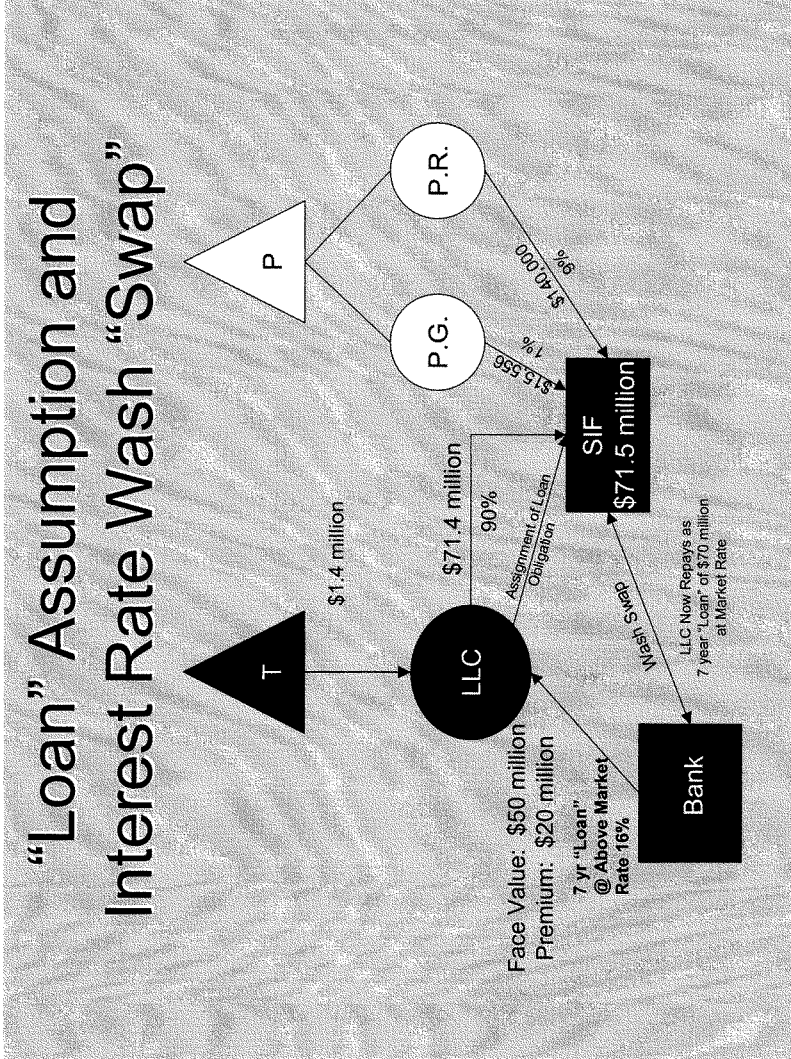 “Loan” Assumption and
Interest Rate Wash “Swap”
T
P
$1.4 million
P.G.
P.R.
LLC
$71.4 million
90%
Assignment of Loan
Obligation
$15,556
1%
$140,000
9%
Face Value: $50 million
Premium: $20 million
7 yr “Loan”
@ Above Market
Rate 16%
SIF
$71.5 million
Wash Swap
Bank
LLC Now Repays as
7 year “Loan” of $70 million
at Market Rate